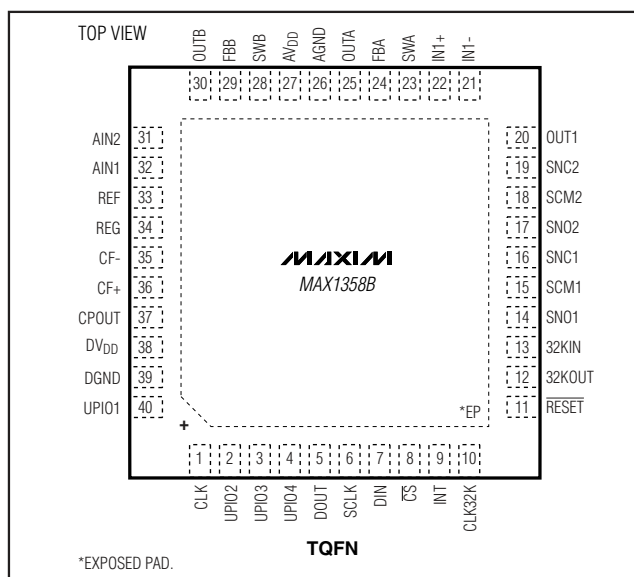 TOP VIEW
OUTB FBB SWB AVDD AGND OUTA FBA SWA IN1+ IN1-
30 29 28 27 26 25 24 23 22 21
AIN2 31
AIN1 32
REF 33
REG 34
CF- 35
CF+ 36
CPOUT 37
DVDD 38
DGND 39
UPIO1 40
MAXIM
MAX1358B
20 OUT1
19 SNC2
18 SCM2
17 SNO2
16 SNC1
15 SCM1
14 SNO1
13 32KIN
12 32KOUT
11 RESET
*EP
+
1 2 3 4 5 6 7 8 9 10
CLK UPIO2 UPIO3 UPIO4 DOUT SCLK DIN CS INT CLK32K
TQFN
*EXPOSED PAD.